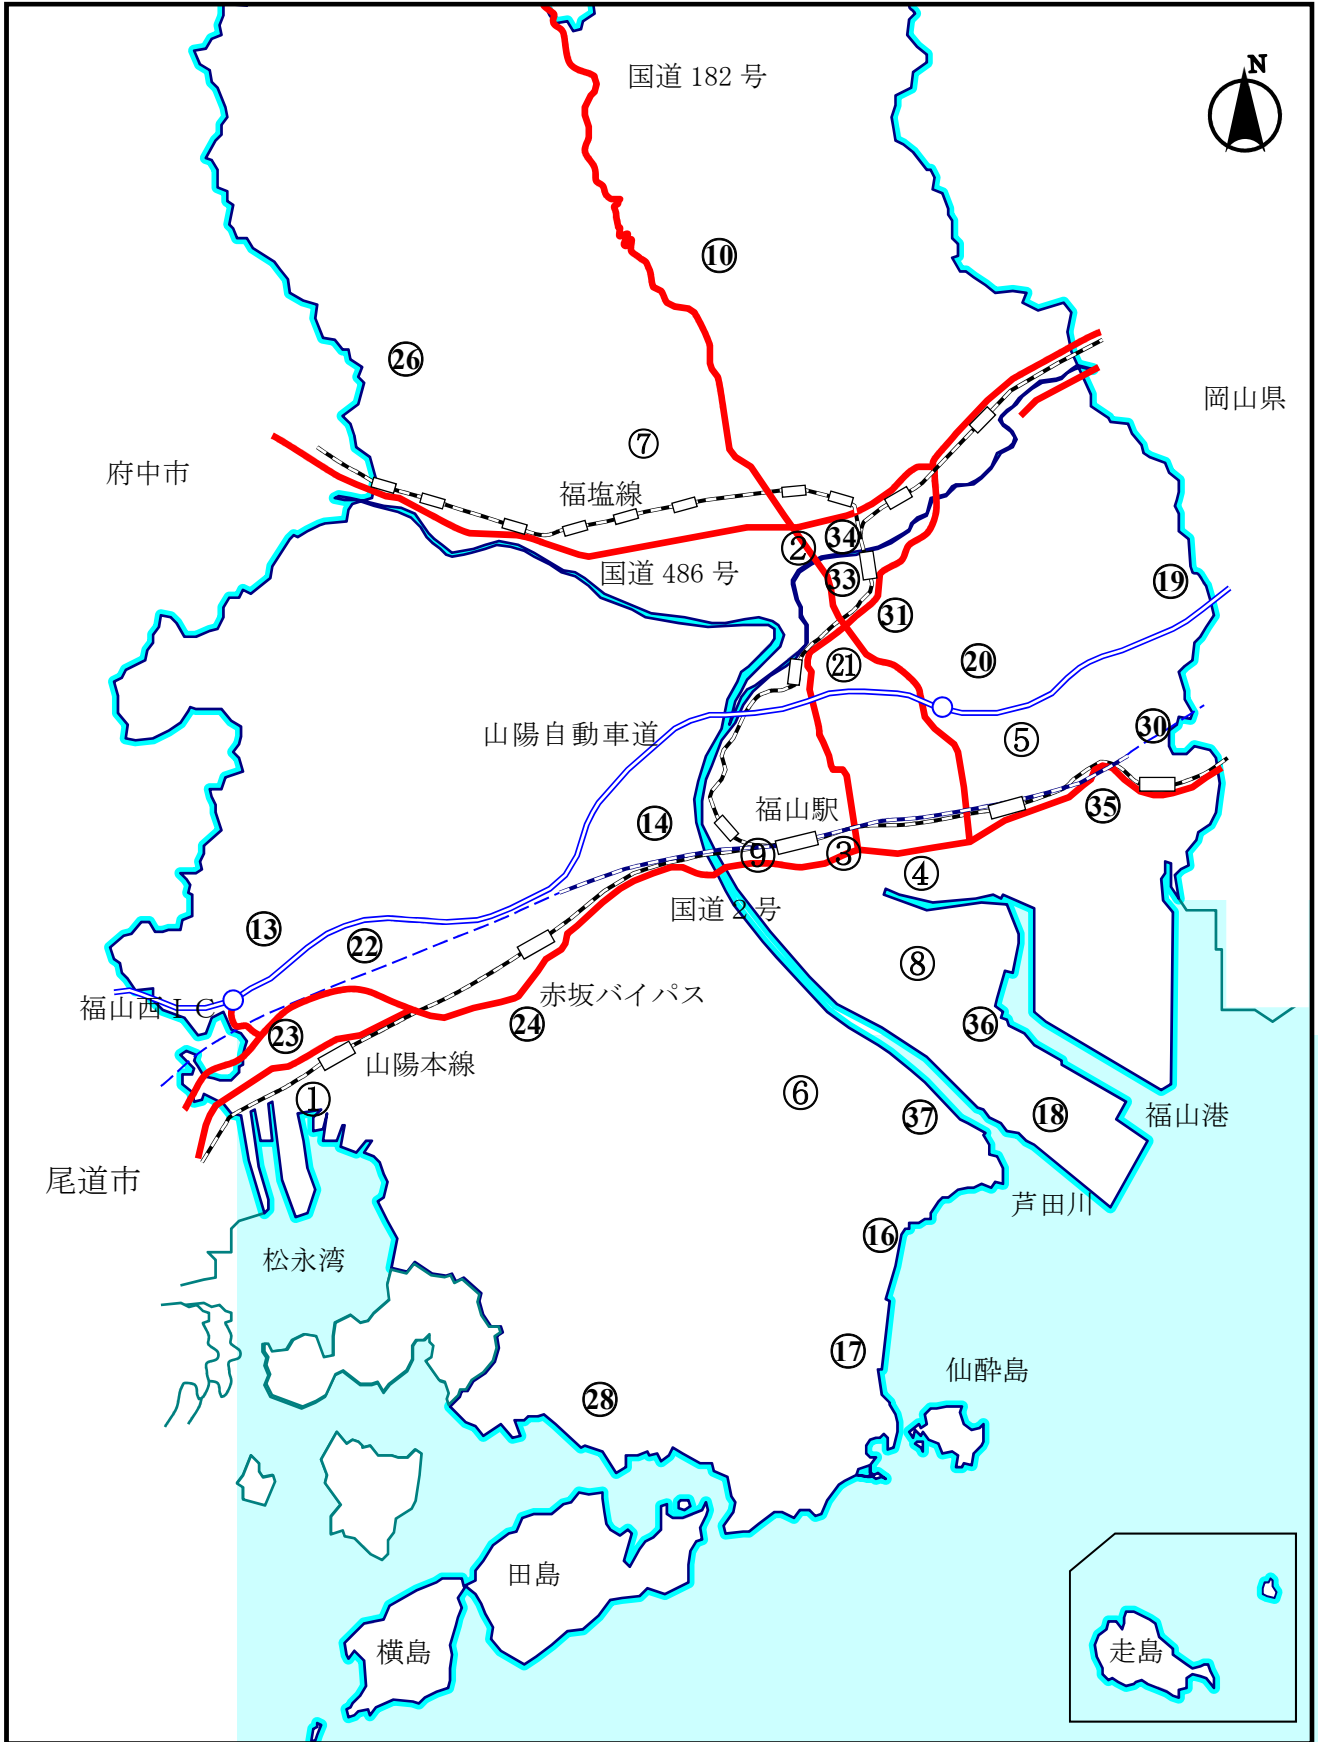 N
国道 182 号
⑩
㉖
岡山県
⑦
府中市
福塩線
②
㉞
国道 486 号
㉝
⑲
㉛
㉑
⑳
山陽自動車道
⑤
㉚
福山駅
⑭
㉟
⑨
③
④
国道 2 号
⑬
㉒
⑧
赤坂バイパス
福山西ＩＣ
㉔
㊱
㉓
山陽本線
①
⑥
㊲
⑱
福山港
尾道市
芦田川
⑯
松永湾
⑰
仙酔島
㉘
田島
横島
走島